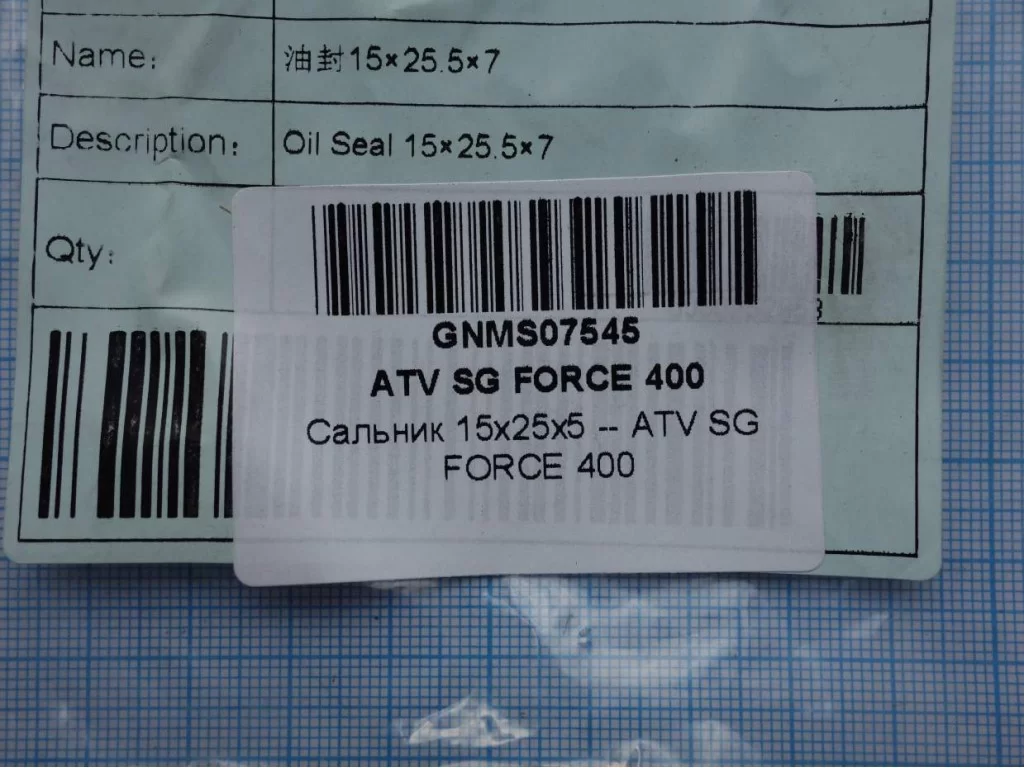 Name:
油封15×25.5×7
Description:
Oil Seal 15×25.5×7
Qty:
GNMS07545
ATV SG FORCE 400
Сальник 15x25x5 -- ATV SG
FORCE 400